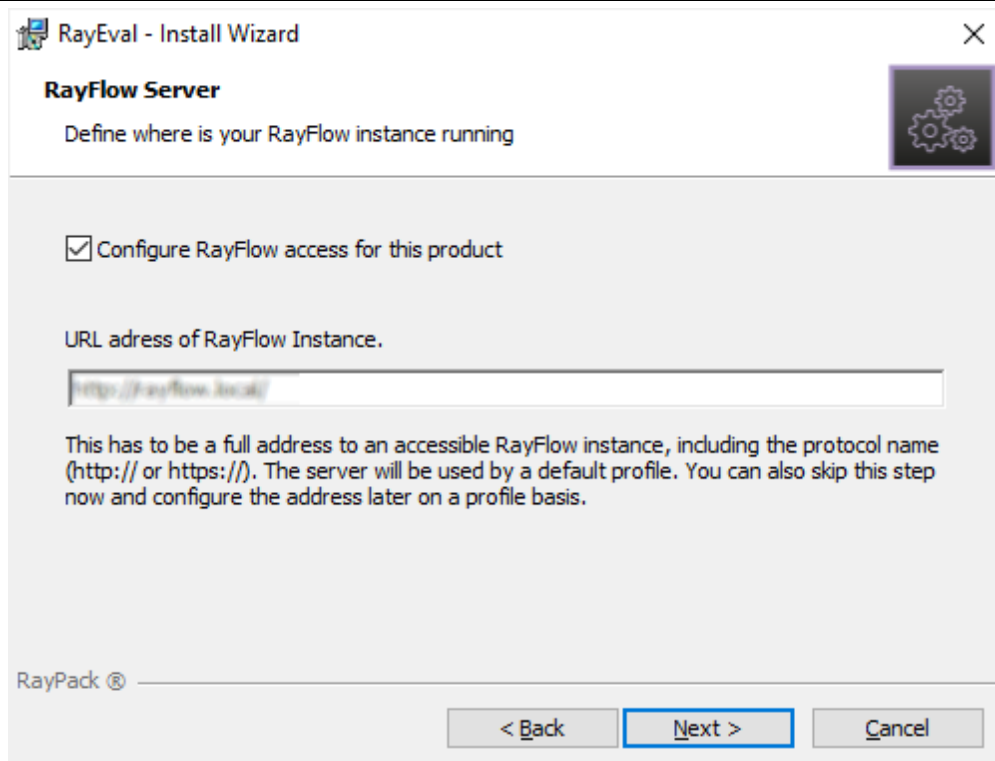 RayEval - Install Wizard
RayFlow Server
Define where is your RayFlow instance running
Configure RayFlow access for this product
URL adress of RayFlow Instance.
http://rayflow.local/
This has to be a full address to an accessible RayFlow instance, including the protocol name
(http:// or https://). The server will be used by a default profile. You can also skip this step
now and configure the address later on a profile basis.
RayPack ®
< Back
Next >
Cancel